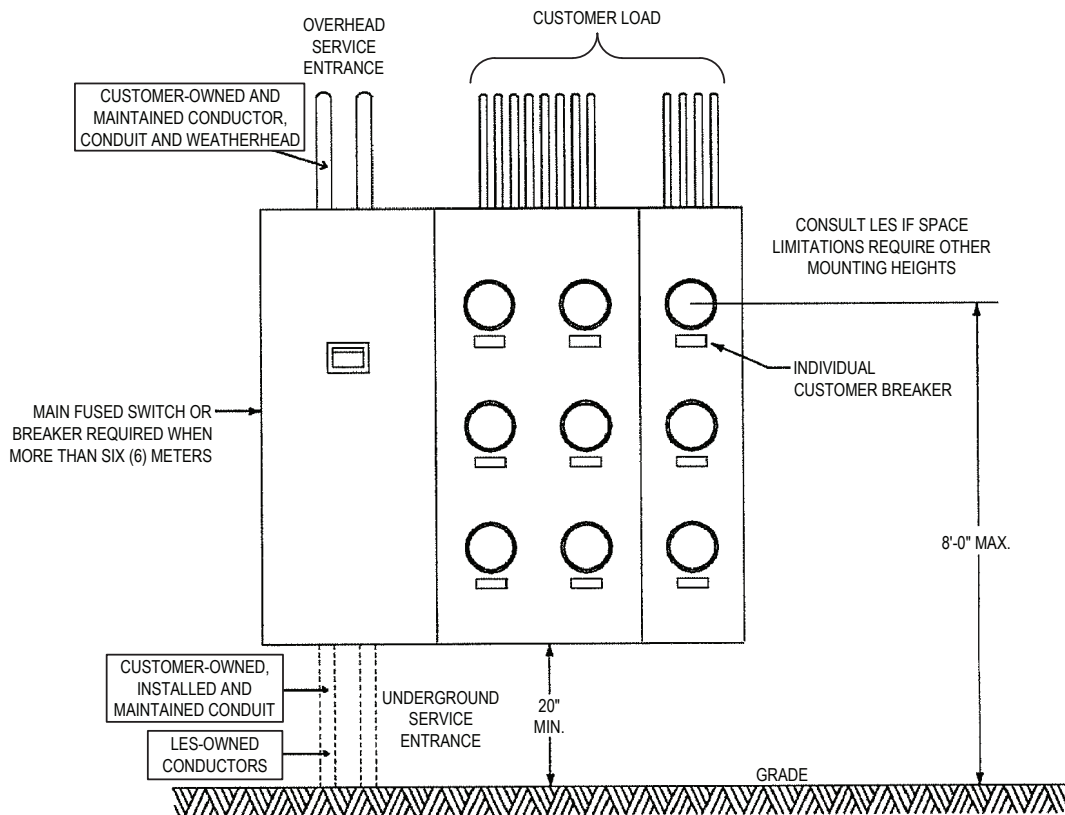 OVERHEAD
SERVICE
ENTRANCE
CUSTOMER LOAD
CUSTOMER-OWNED AND
MAINTAINED CONDUCTOR,
CONDUIT AND WEATHERHEAD
CONSULT LES IF SPACE
LIMITATIONS REQUIRE OTHER
MOUNTING HEIGHTS
INDIVIDUAL
CUSTOMER BREAKER
MAIN FUSED SWITCH OR
BREAKER REQUIRED WHEN
MORE THAN SIX (6) METERS
8'-0" MAX.
CUSTOMER-OWNED,
INSTALLED AND
MAINTAINED CONDUIT
UNDERGROUND
SERVICE
ENTRANCE
20"
MIN.
LES-OWNED
CONDUCTORS
GRADE